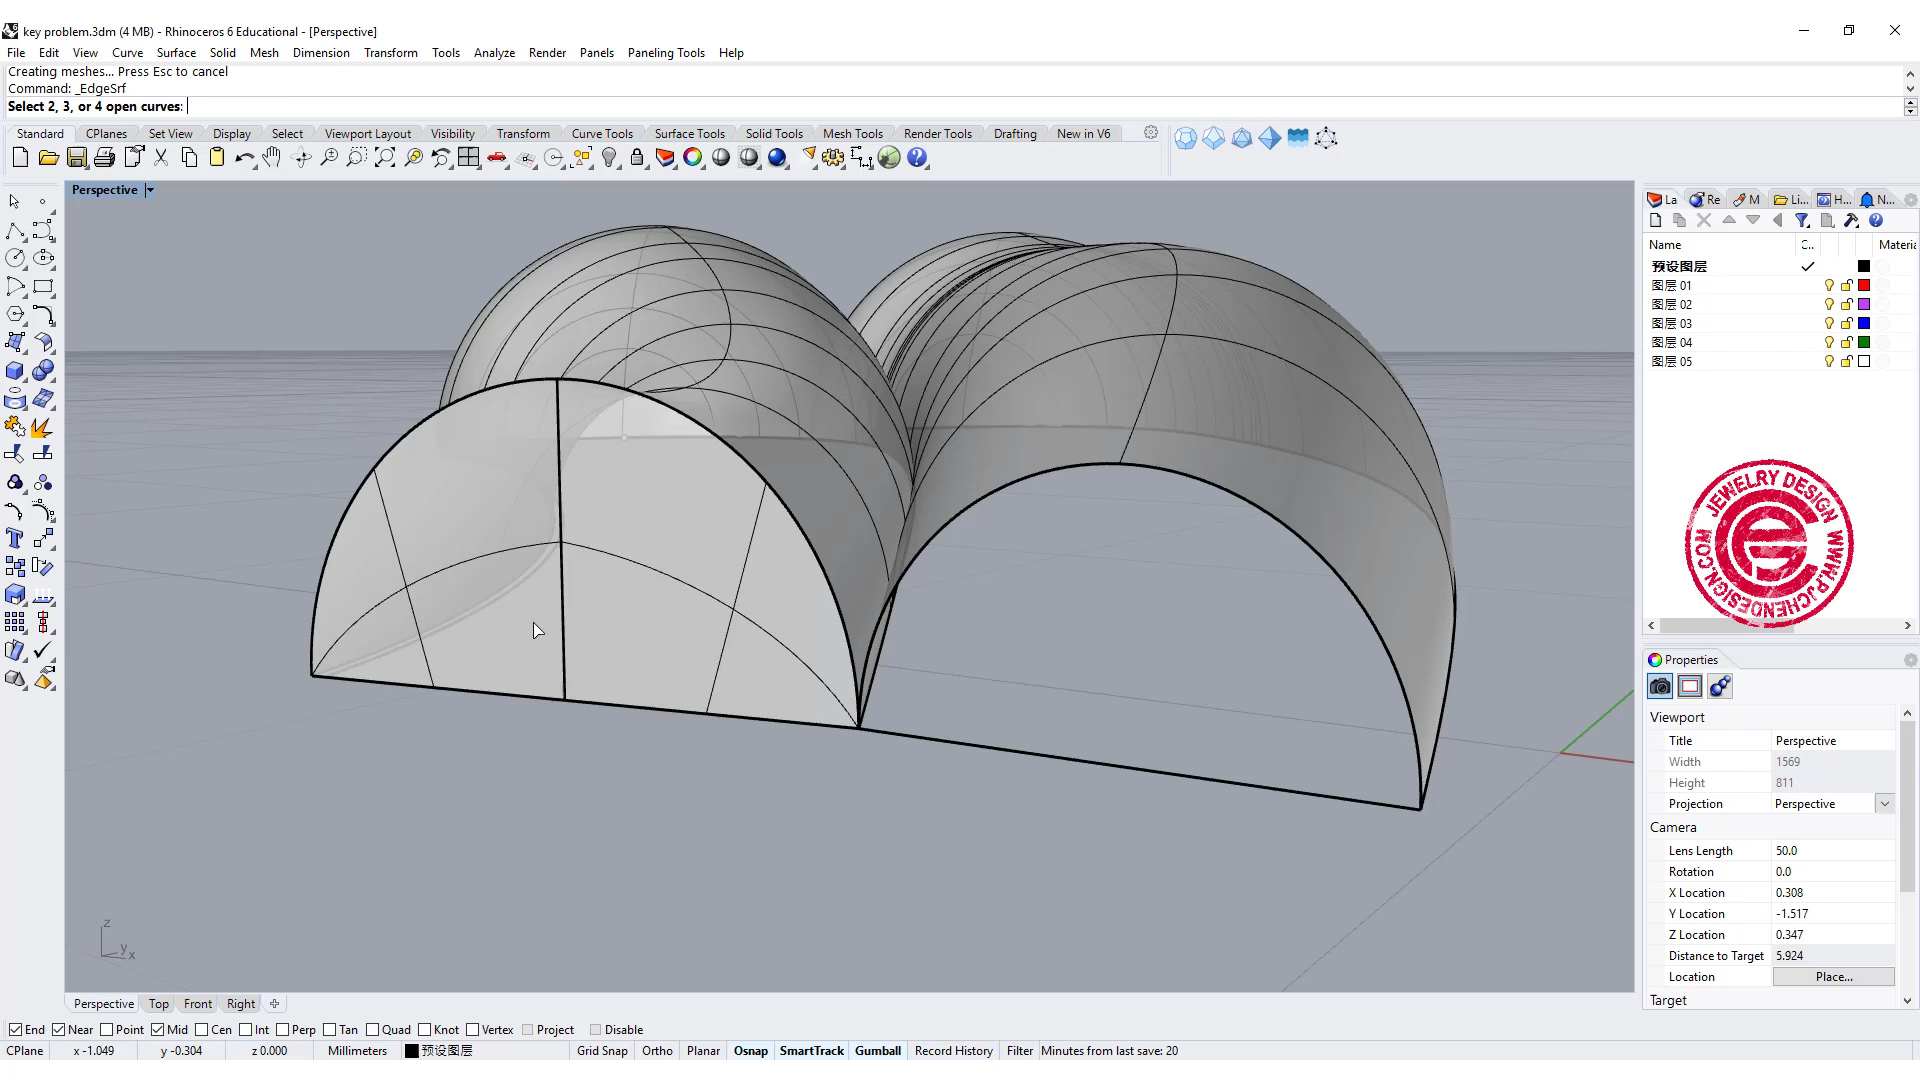 key problem.3dm (4 MB) - Rhinoceros 6 Educational - [Perspective]
File Edit View Curve Surface Solid Mesh Dimension Transform Tools Analyze Render Panels Paneling Tools Help
Creating meshes... Press Esc to cancel
Command: _EdgeSrf
Select 2, 3, or 4 open curves:
Standard CPlanes Set View Display Select Viewport Layout Visibility Transform Curve Tools Surface Tools Solid Tools Mesh Tools Render Tools Drafting New in V6
Perspective
La Re M Li... H... N...
Name C.. Materia
预设图层
图层 01
图层 02
图层 03
图层 04
图层 05
JEWELRY DESIGN
WWW.PJCHENDESIGN.COM
Properties
Viewport
Title Perspective
Width 1569
Height 811
Projection Perspective
Camera
Lens Length 50.0
Rotation 0.0
X Location 0.308
Y Location -1.517
Z Location 0.347
Distance to Target 5.924
Location Place...
Target
z
y
x
Perspective Top Front Right
End Near Point Mid Cen Int Perp Tan Quad Knot Vertex Project Disable
CPlane x -1.049 y -0.304 z 0.000 Millimeters 预设图层 Grid Snap Ortho Planar Osnap SmartTrack Gumball Record History Filter Minutes from last save: 20